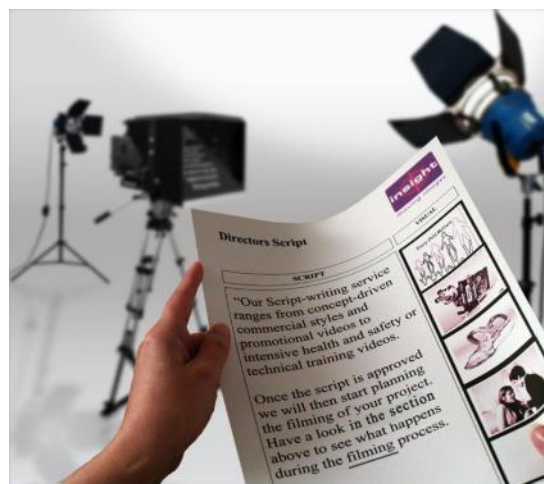 insight
Directors Script
SCRIPT
VISUAL
"Our Script-writing service
ranges from concept-driven
commercial styles and
promotional videos to
intensive health and safety or
technical training videos.
Once the script is approved
we will then start planning
the filming of your project.
Have a look in the section
above to see what happens
during the filming process.